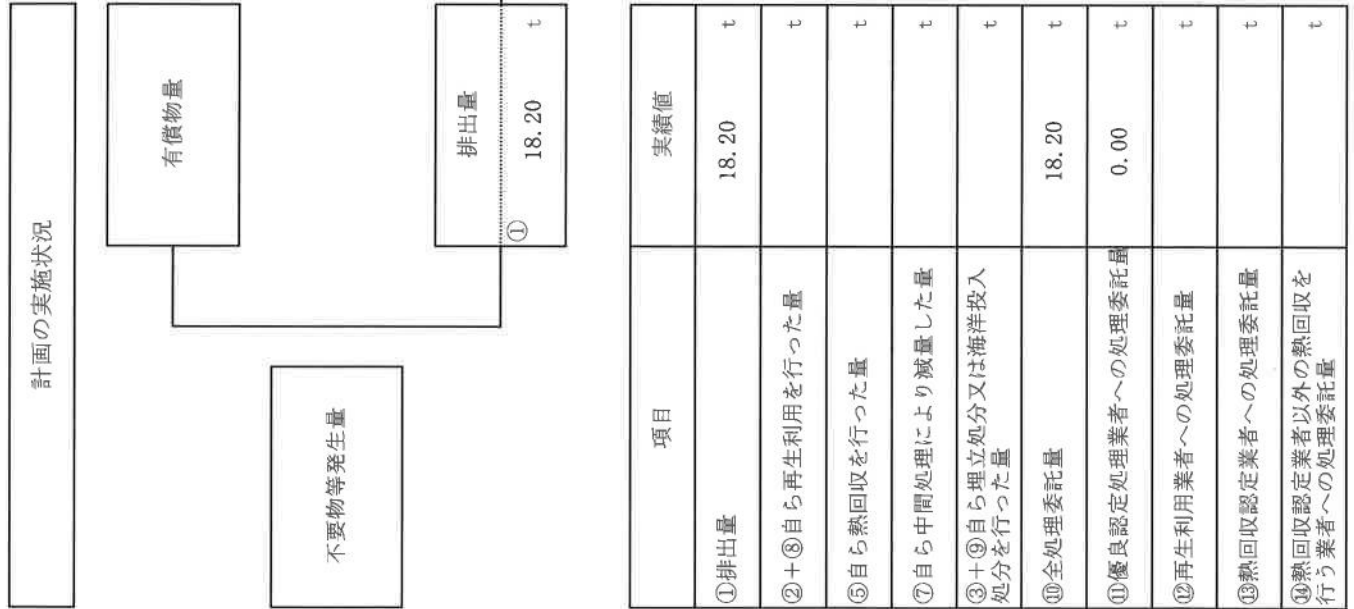 計画の実施状況
有償物量
不要物等発生量
排出量
① 18.20 t
項目 実績値
①排出量 18.20 t
②+⑧自ら再生利用を行った量 t
⑤自ら熱回収を行った量 t
⑦自ら中間処理により減量した量 t
③+⑨自ら埋立処分又は海洋投入
処分を行った量 t
⑩全処理委託量 18.20 t
⑪優良認定処理業者への処理委託量 0.00 t
⑫再生利用業者への処理委託量 t
⑬熱回収認定業者への処理委託量 t
⑭熱回収認定業者以外の熱回収を
行う業者への処理委託量 t